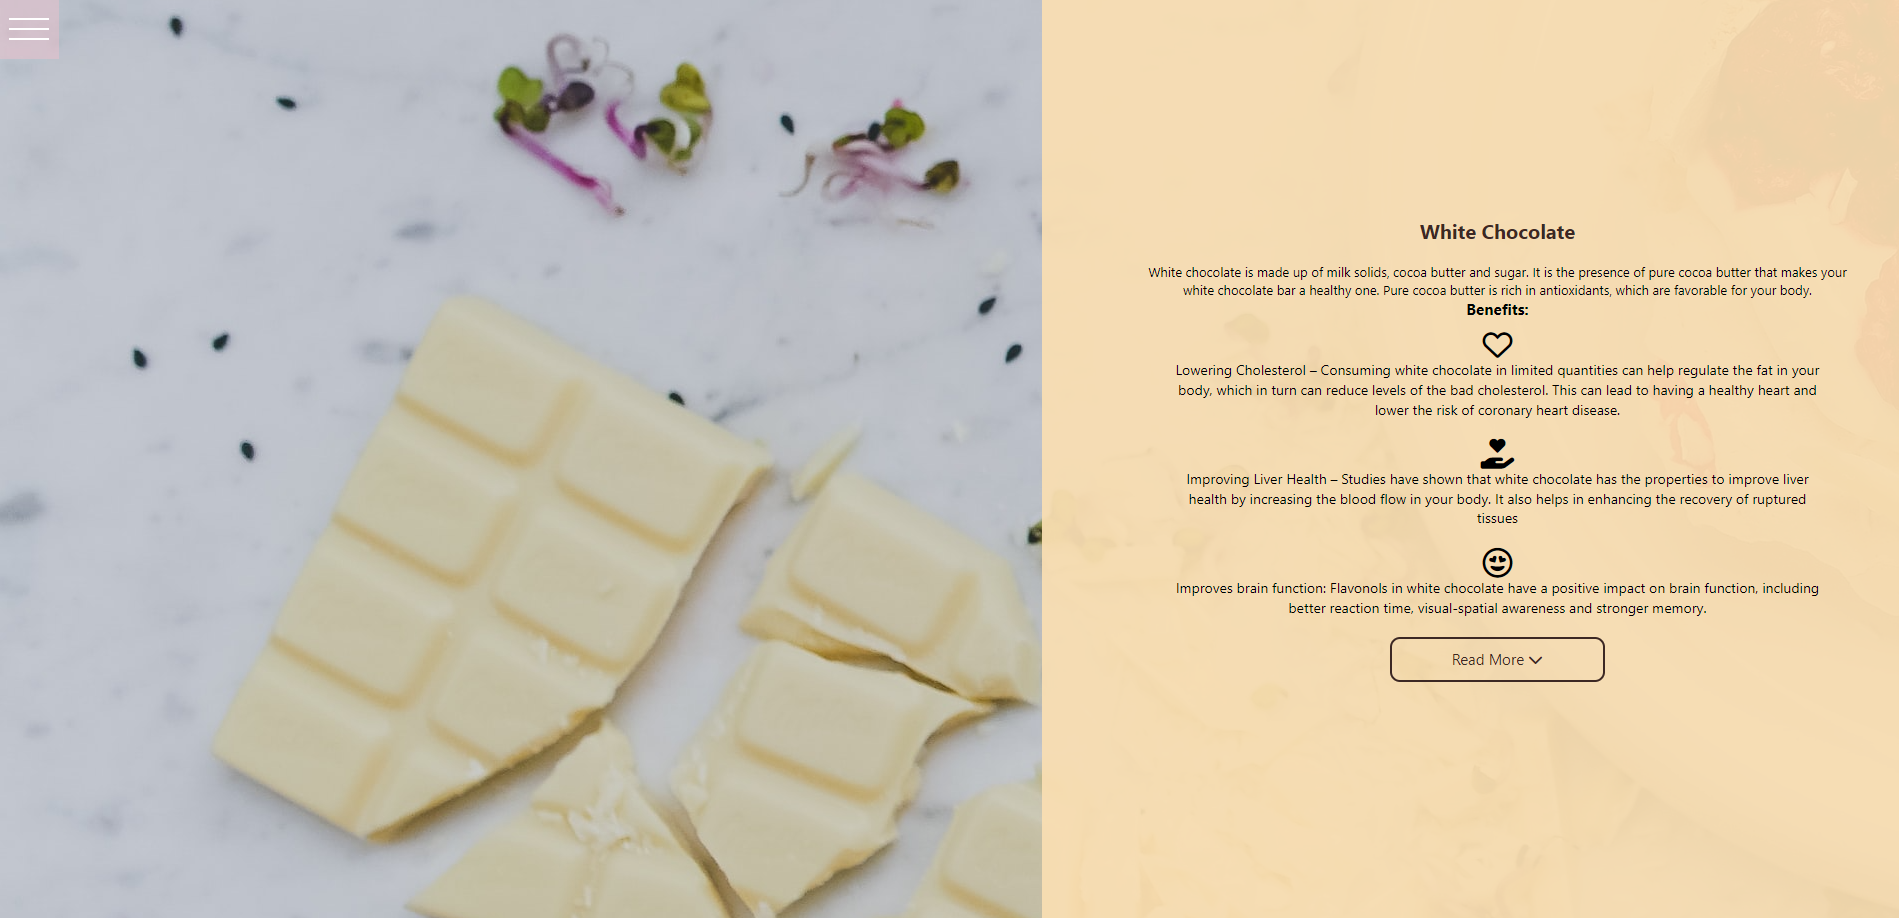 White Chocolate
White chocolate is made up of milk solids, cocoa butter and sugar. It is the presence of pure cocoa butter that makes your
white chocolate bar a healthy one. Pure cocoa butter is rich in antioxidants, which are favorable for your body.
Benefits:
Lowering Cholesterol – Consuming white chocolate in limited quantities can help regulate the fat in your
body, which in turn can reduce levels of the bad cholesterol. This can lead to having a healthy heart and
lower the risk of coronary heart disease.
Improving Liver Health – Studies have shown that white chocolate has the properties to improve liver
health by increasing the blood flow in your body. It also helps in enhancing the recovery of ruptured
tissues
Improves brain function: Flavonols in white chocolate have a positive impact on brain function, including
better reaction time, visual-spatial awareness and stronger memory.
Read More